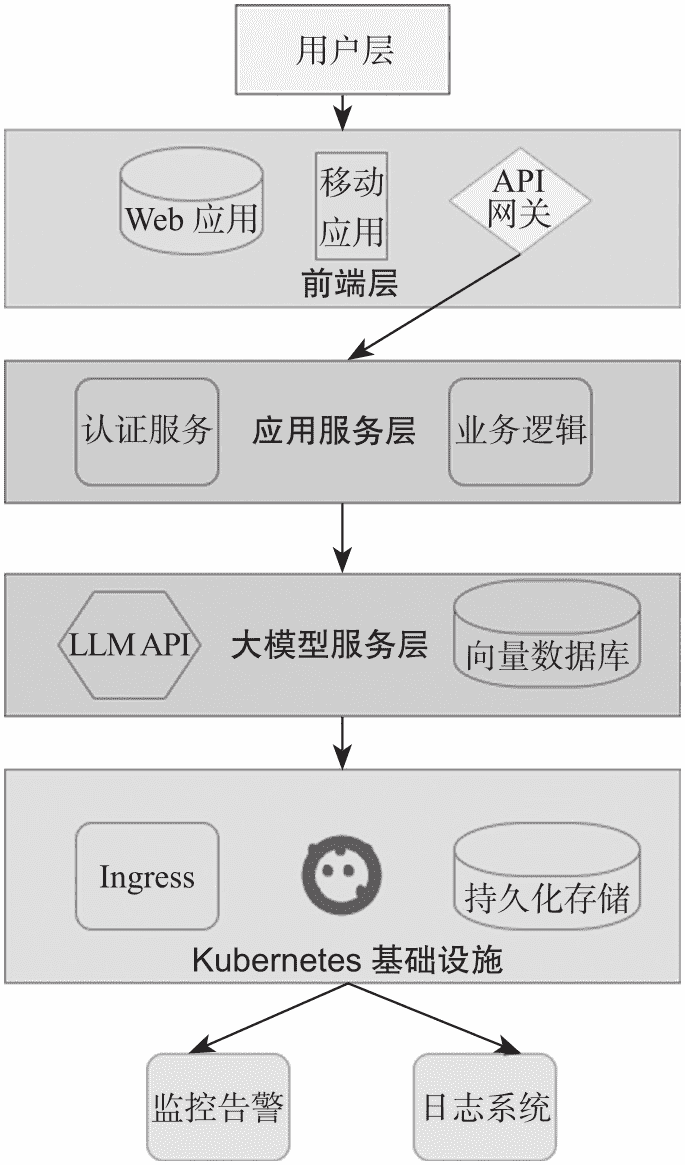 用户层
Web 应用
移动
应用
API
网关
前端层
认证服务
应用服务层
业务逻辑
LLM API
大模型服务层
向量数据库
Ingress
持久化存储
Kubernetes 基础设施
监控告警
日志系统